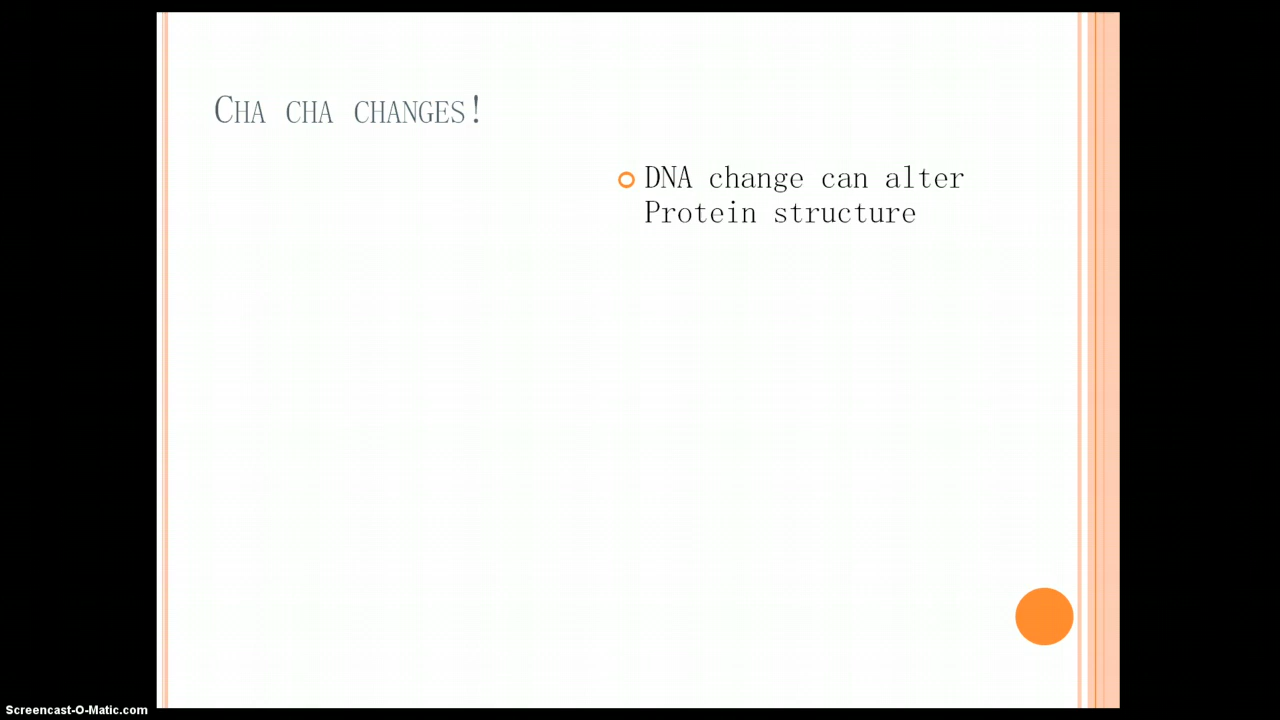 Cha cha changes!
DNA change can alter
Protein structure
Screencast-O-Matic.com